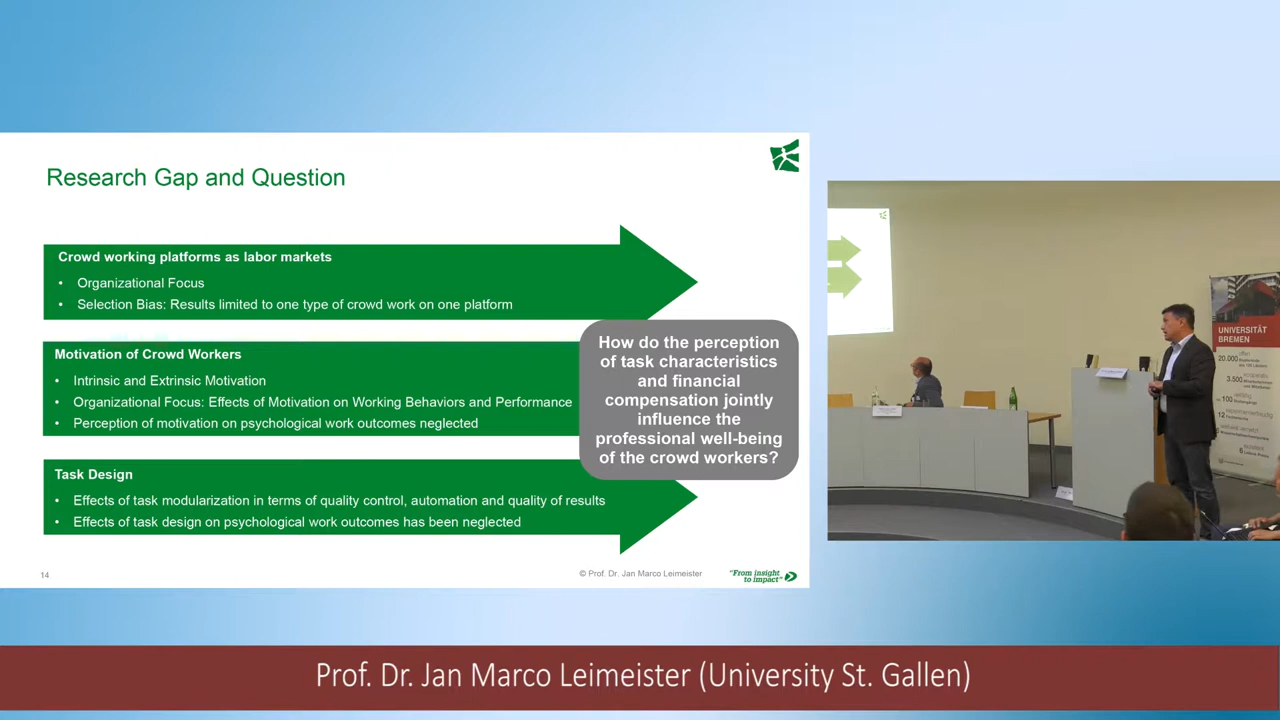 Research Gap and Question
Crowd working platforms as labor markets
• Organizational Focus
• Selection Bias: Results limited to one type of crowd work on one platform
Motivation of Crowd Workers
• Intrinsic and Extrinsic Motivation
• Organizational Focus: Effects of Motivation on Working Behaviors and Performance
• Perception of motivation on psychological work outcomes neglected
Task Design
• Effects of task modularization in terms of quality control, automation and quality of results
• Effects of task design on psychological work outcomes has been neglected
How do the perception
of task characteristics
and financial
compensation jointly
influence the
professional well-being
of the crowd workers?
14
© Prof. Dr. Jan Marco Leimeister
"From insight
to impact"
UNIVERSITÄT
BREMEN
20.000
3.500
100
12
6
Prof. Dr. Jan Marco Leimeister (University St. Gallen)